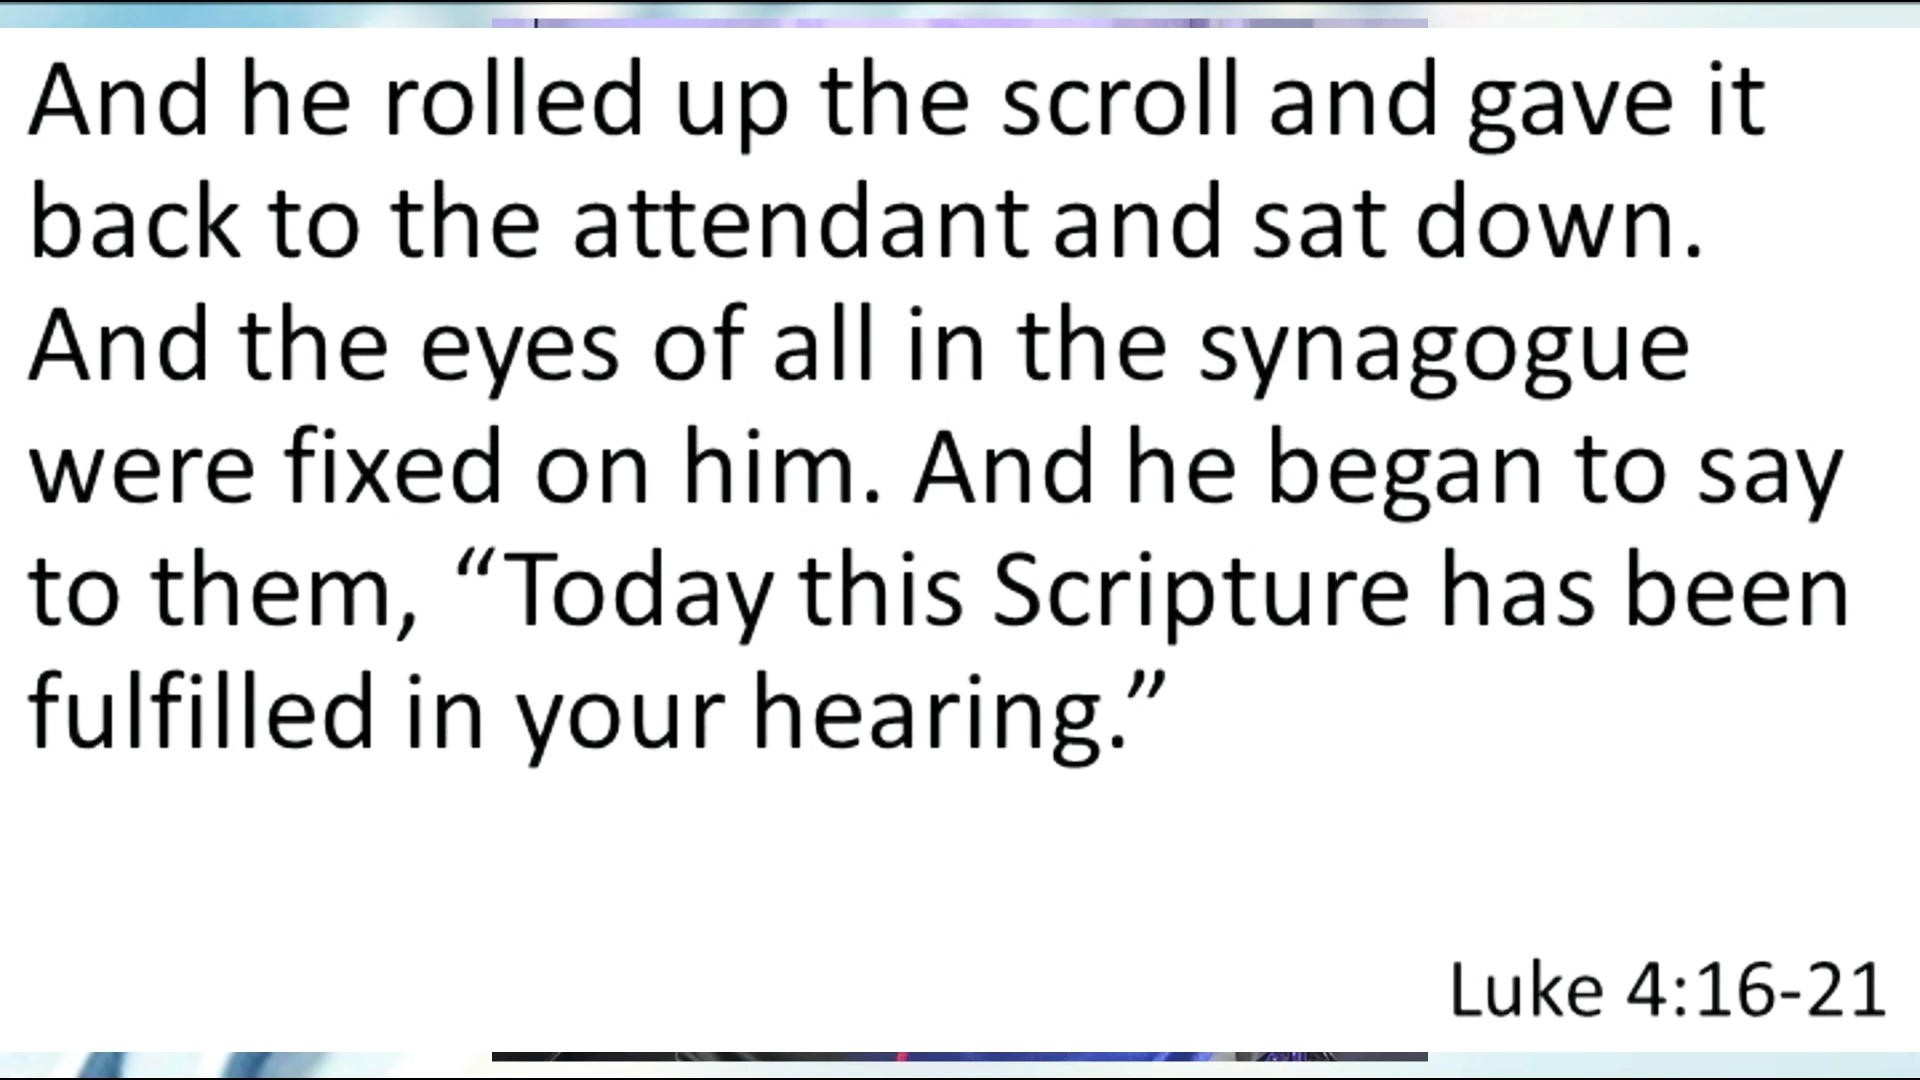 And he rolled up the scroll and gave it
back to the attendant and sat down.
And the eyes of all in the synagogue
were fixed on him. And he began to say
to them, “Today this Scripture has been
fulfilled in your hearing.”
Luke 4:16-21